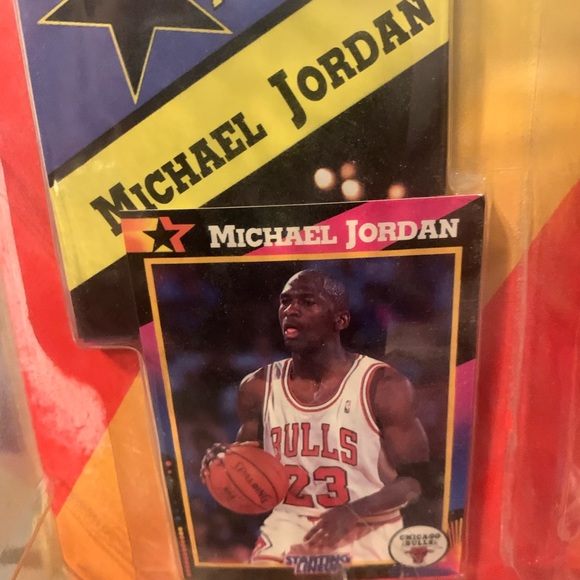 MICHAEL JORDAN
MICHAEL JORDAN
BULLS
23
SPALDING
STARTING
LINEUP
CHICAGO
BULLS